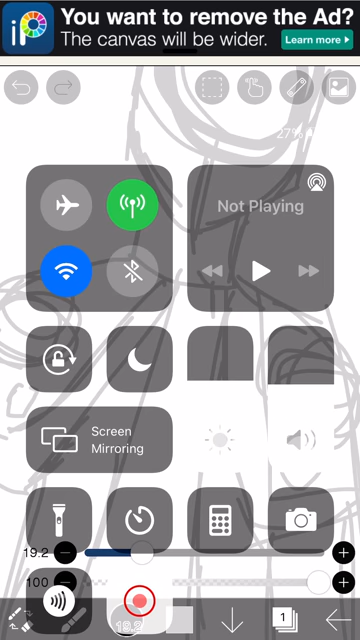 iP
You want to remove the Ad?
The canvas will be wider.
Learn more
27%
Not Playing
Screen
Mirroring
19.2
100
19.2
1